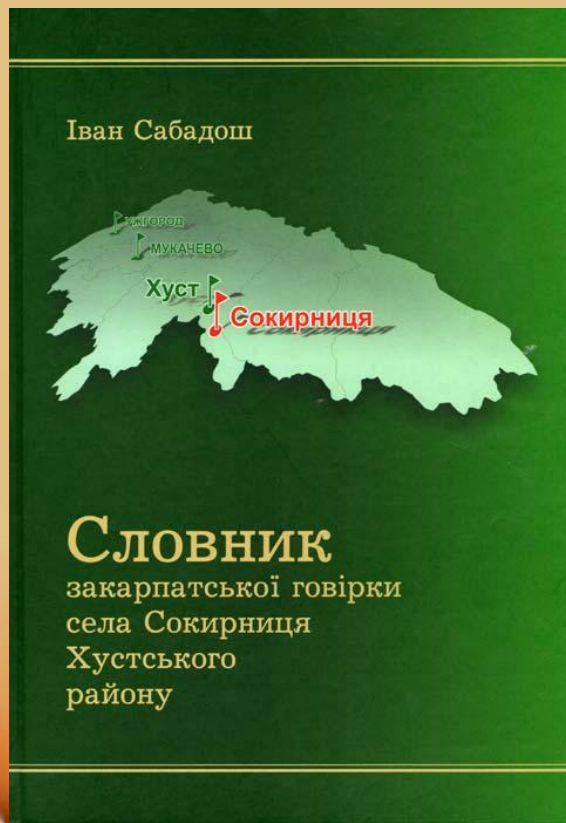 Іван Сабадош
УЖГОРОД
МУКАЧЕВО
Хуст
Сокирниця
Словник
закарпатської говірки
села Сокирниця
Хустського
району